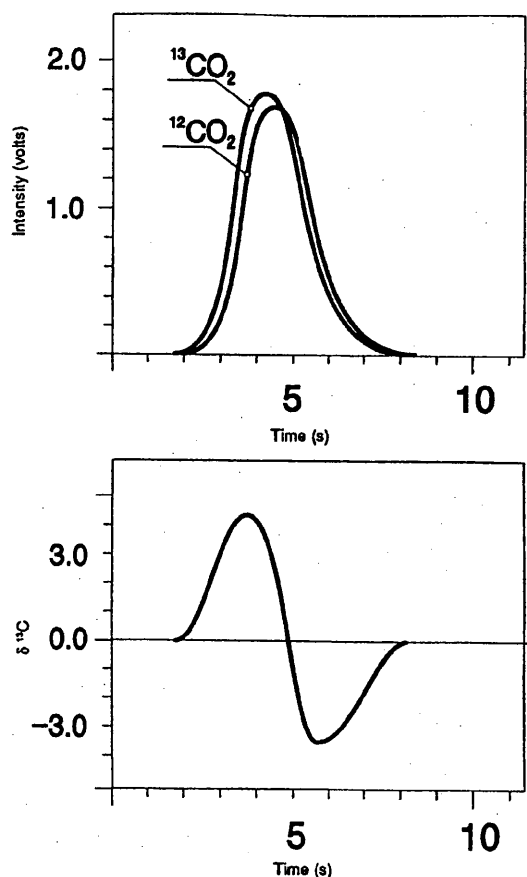 2.0
¹³CO₂
¹²CO₂
1.0
Intensity (volts)
5
10
Time (s)
3.0
0.0
−3.0
δ ¹³C
5
10
Time (s)